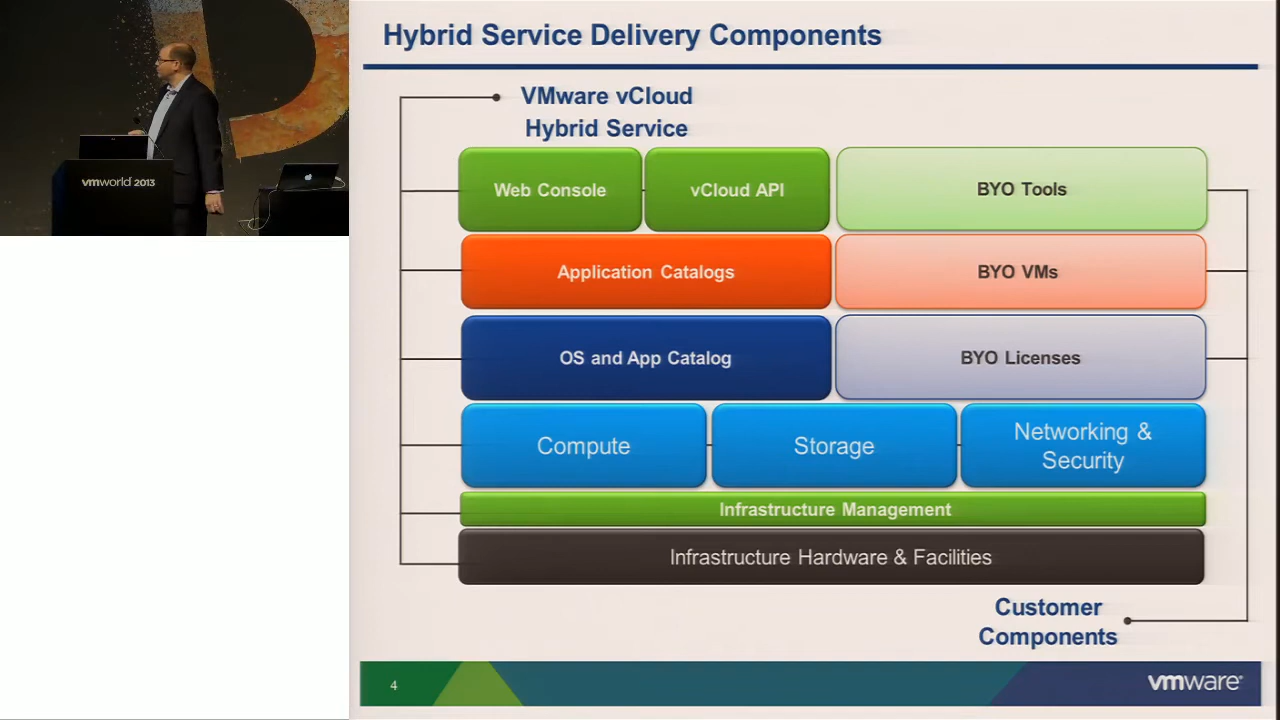 Hybrid Service Delivery Components
VMware vCloud
Hybrid Service
Web Console
vCloud API
BYO Tools
Application Catalogs
BYO VMs
OS and App Catalog
BYO Licenses
Compute
Storage
Networking &
Security
Infrastructure Management
Infrastructure Hardware & Facilities
Customer
Components
4
vmware
vmworld 2013